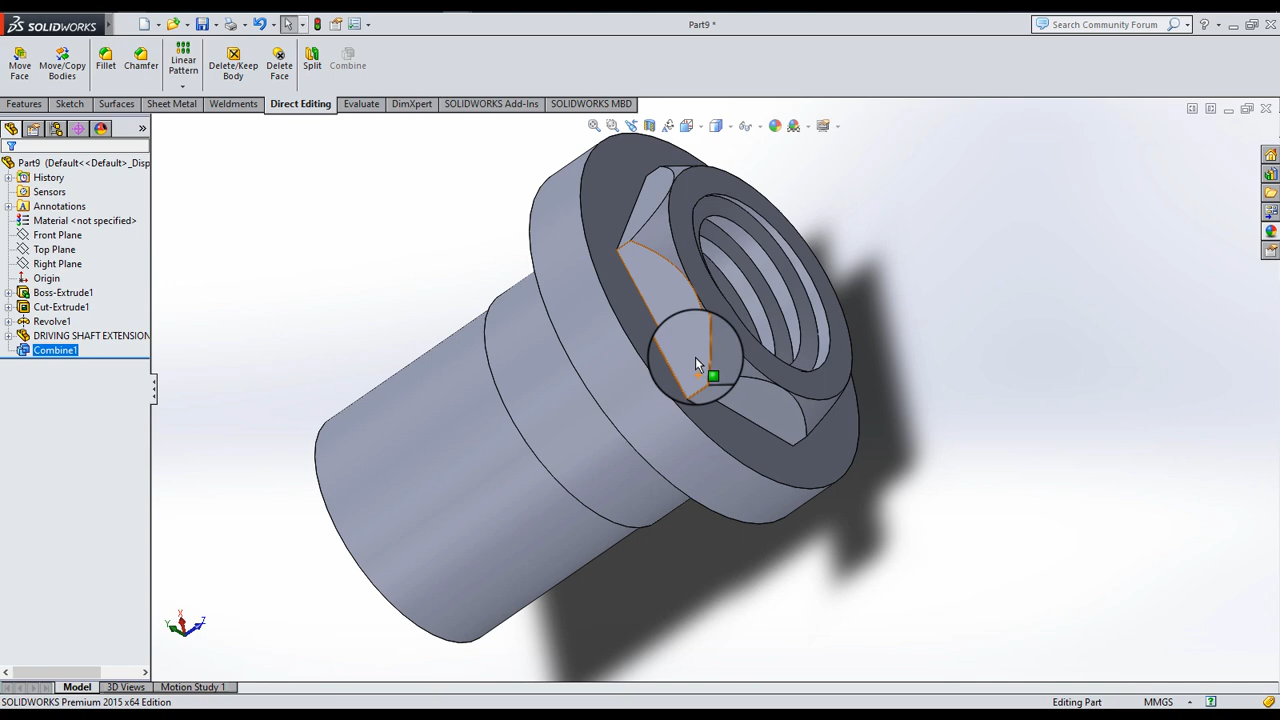 SOLIDWORKS
Part9 *
Search Community Forum
Move Face
Move/Copy Bodies
Fillet
Chamfer
Linear Pattern
Delete/Keep Body
Delete Face
Split
Combine
Features
Sketch
Surfaces
Sheet Metal
Weldments
Direct Editing
Evaluate
DimXpert
SOLIDWORKS Add-Ins
SOLIDWORKS MBD
Part9 (Default<<Default>_Disp
History
Sensors
Annotations
Material <not specified>
Front Plane
Top Plane
Right Plane
Origin
Boss-Extrude1
Cut-Extrude1
Revolve1
DRIVING SHAFT EXTENSION
Combine1
X
Y
Z
Model
3D Views
Motion Study 1
SOLIDWORKS Premium 2015 x64 Edition
Editing Part
MMGS